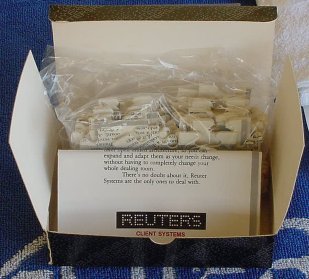 expand and adapt them as your needs change,
without having to completely change your
whole dealing room.
There's no doubt about it. Reuter
Systems are the only ones to deal with.
REUTERS
CLIENT SYSTEMS